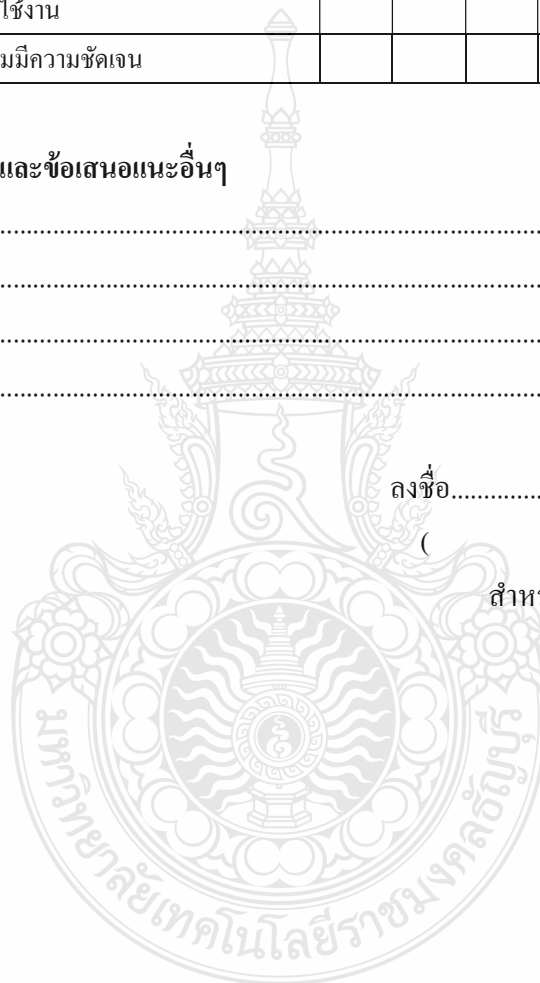 ใช้งาน
มมีความชัดเจน
และข้อเสนอแนะอื่นๆ
..........................................................................................
..........................................................................................
..........................................................................................
..........................................................................................
ลงชื่อ..............
(
สำห
มหาวิทยาลัยเทคโนโลยีราชมงคลธัญบุรี